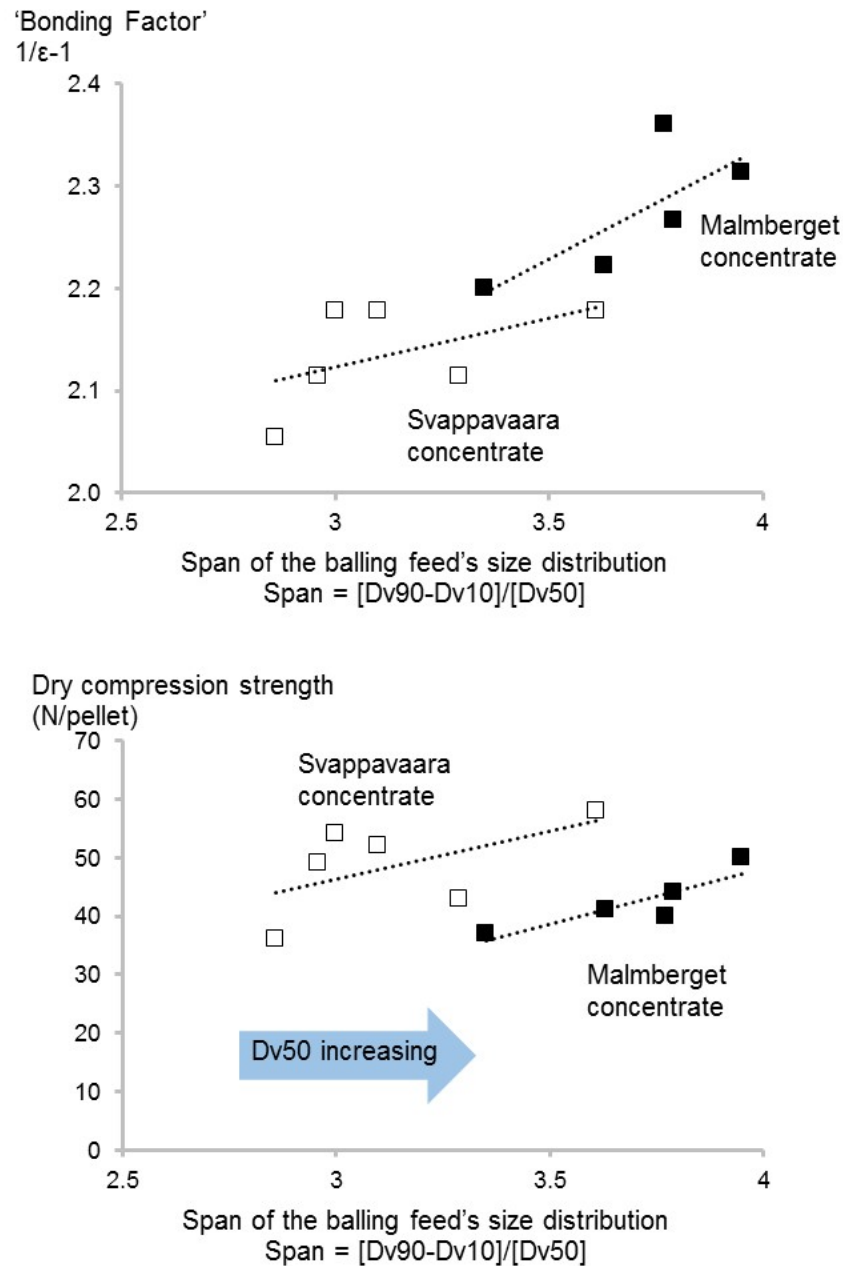 ‘Bonding Factor’
1/ε-1
2.4
2.3
2.2
2.1
2.0
2.5
3
3.5
4
Malmberget
concentrate
Svappavaara
concentrate
Span of the balling feed’s size distribution
Span = [Dv90-Dv10]/[Dv50]
Dry compression strength
(N/pellet)
70
60
50
40
30
20
10
0
2.5
3
3.5
4
Svappavaara
concentrate
Malmberget
concentrate
Dv50 increasing
Span of the balling feed’s size distribution
Span = [Dv90-Dv10]/[Dv50]